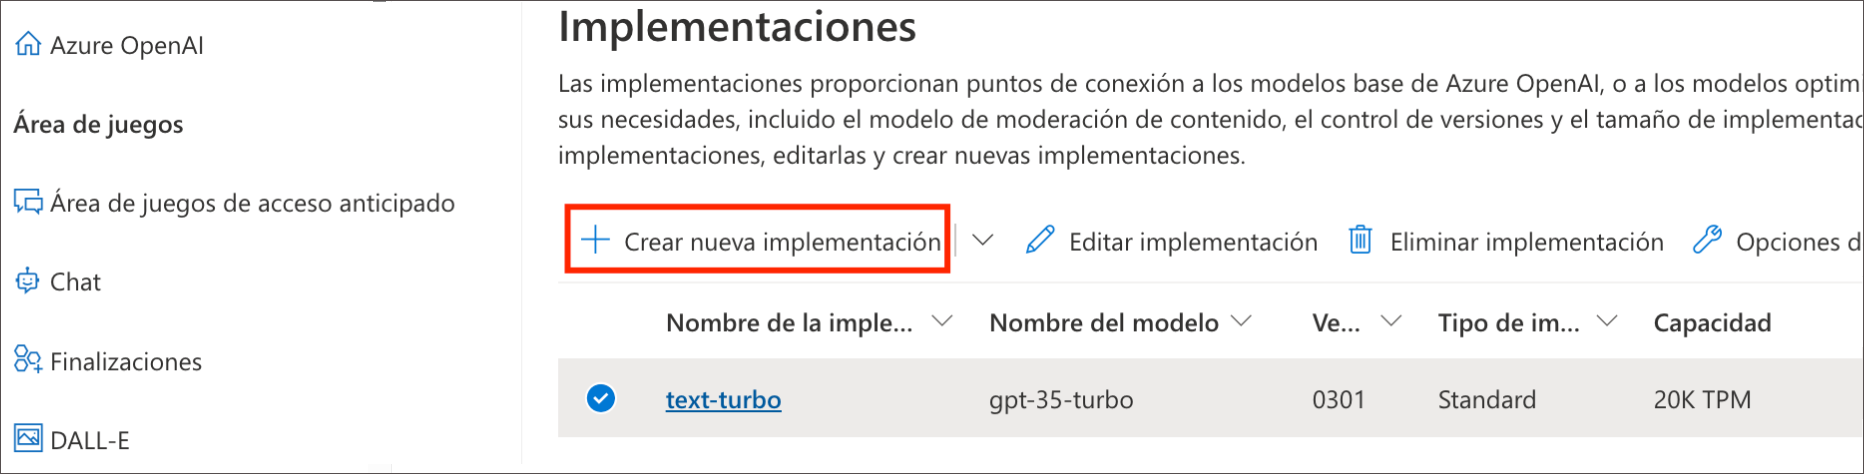 Azure OpenAI
Área de juegos
Área de juegos de acceso anticipado
Chat
Finalizaciones
DALL-E
Implementaciones
Las implementaciones proporcionan puntos de conexión a los modelos base de Azure OpenAI, o a los modelos optimi
sus necesidades, incluido el modelo de moderación de contenido, el control de versiones y el tamaño de implementac
implementaciones, editarlas y crear nuevas implementaciones.
Crear nueva implementación Editar implementación Eliminar implementación Opciones d
Nombre de la imple... Nombre del modelo Ve... Tipo de im... Capacidad
text-turbo gpt-35-turbo 0301 Standard 20K TPM